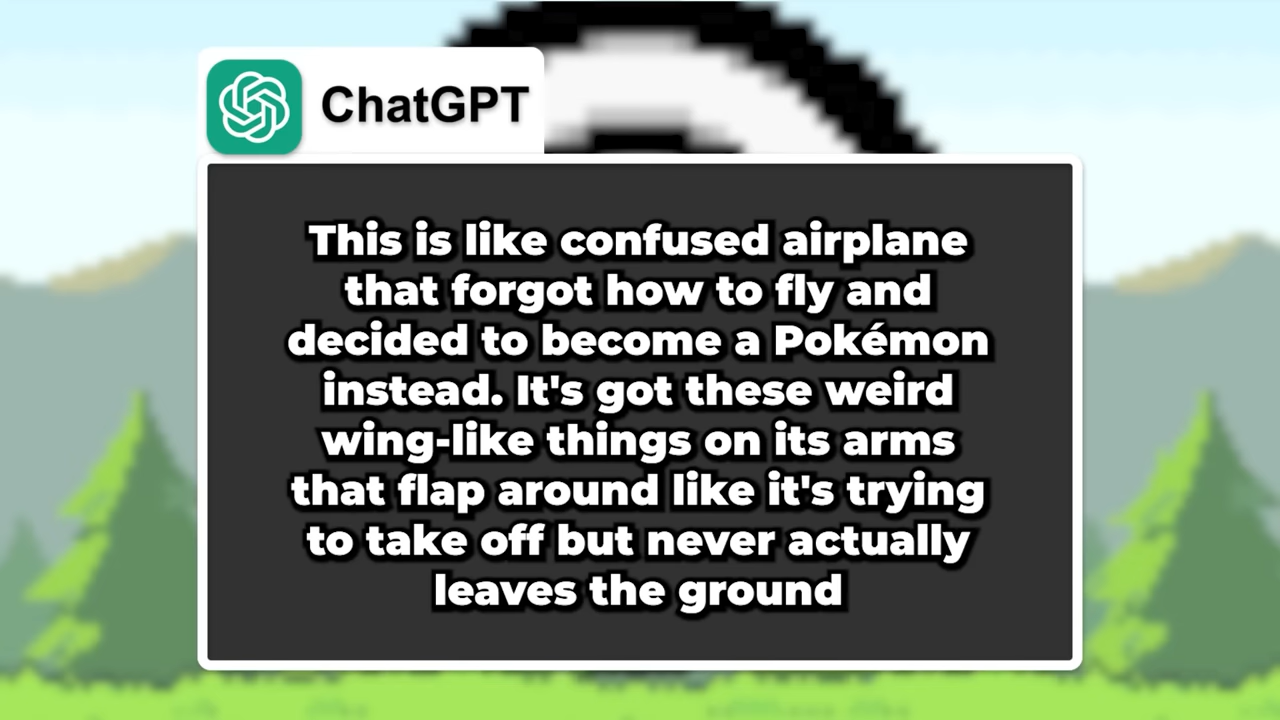 ChatGPT
This is like confused airplane
that forgot how to fly and
decided to become a Pokémon
instead. It's got these weird
wing-like things on its arms
that flap around like it's trying
to take off but never actually
leaves the ground